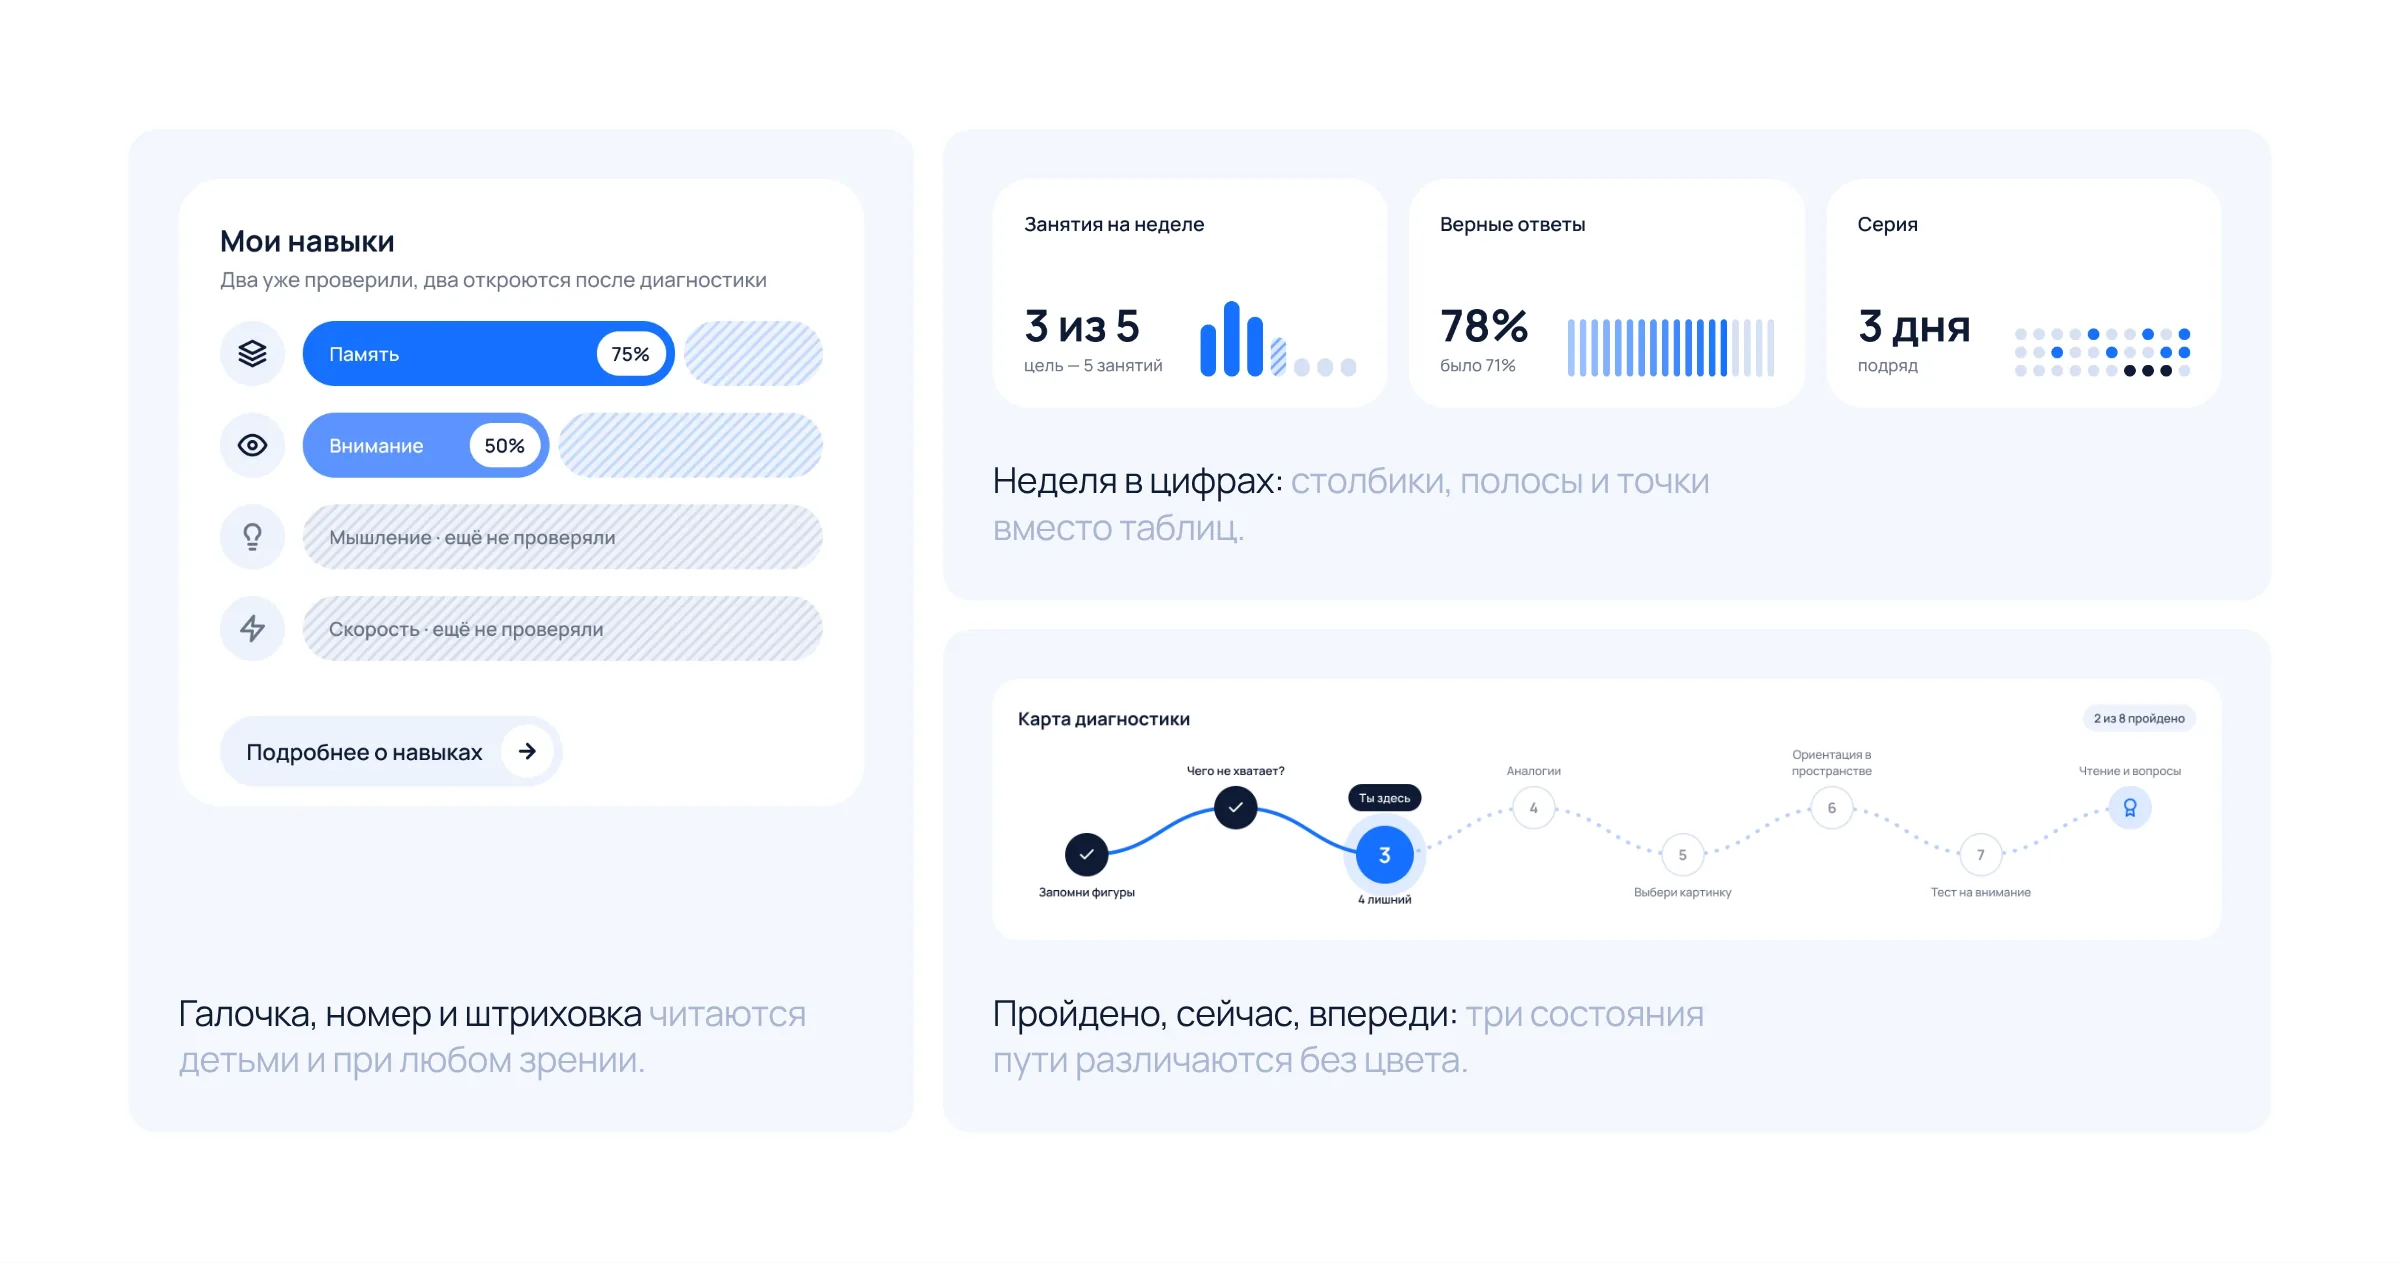 Мои навыки
Два уже проверили, два откроются после диагностики
Память
75%
Внимание
50%
Мышление · ещё не проверяли
Скорость · ещё не проверяли
Подробнее о навыках
Галочка, номер и штриховка читаются
детьми и при любом зрении.
Занятия на неделе
3 из 5
цель — 5 занятий
Верные ответы
78%
было 71%
Серия
3 дня
подряд
Неделя в цифрах: столбики, полосы и точки
вместо таблиц.
Карта диагностики
2 из 8 пройдено
Запомни фигуры
Чего не хватает?
Ты здесь
3
4 лишний
Аналогии
4
5
Выбери картинку
Ориентация в
пространстве
6
7
Тест на внимание
Чтение и вопросы
Пройдено, сейчас, впереди: три состояния
пути различаются без цвета.